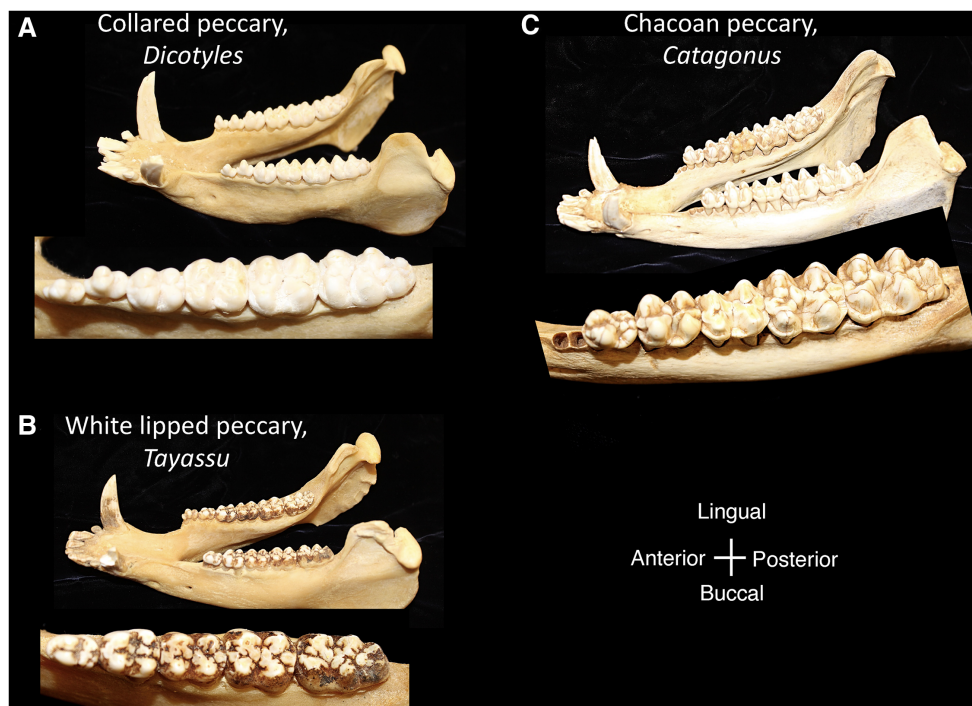 A
Collared peccary,
Dicotyles
C
Chacoan peccary,
Catagonus
B
White lipped peccary,
Tayassu
Lingual
Anterior
Posterior
Buccal